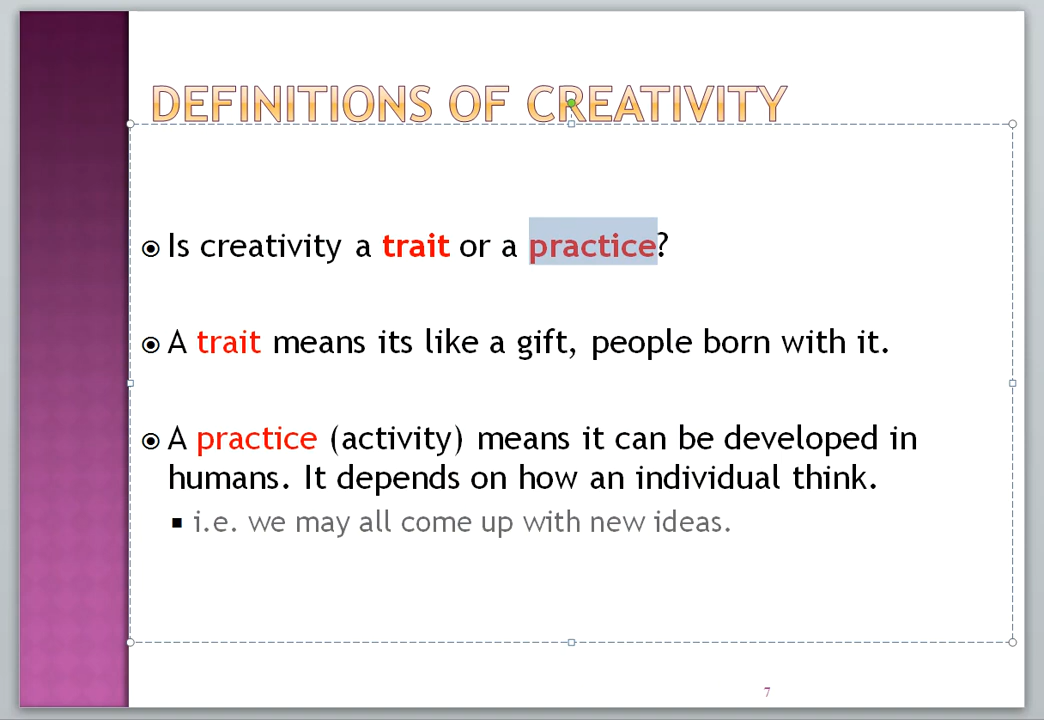 DEFINITIONS OF CREATIVITY
Is creativity a trait or a practice?
A trait means its like a gift, people born with it.
A practice (activity) means it can be developed in
humans. It depends on how an individual think.
i.e. we may all come up with new ideas.
7